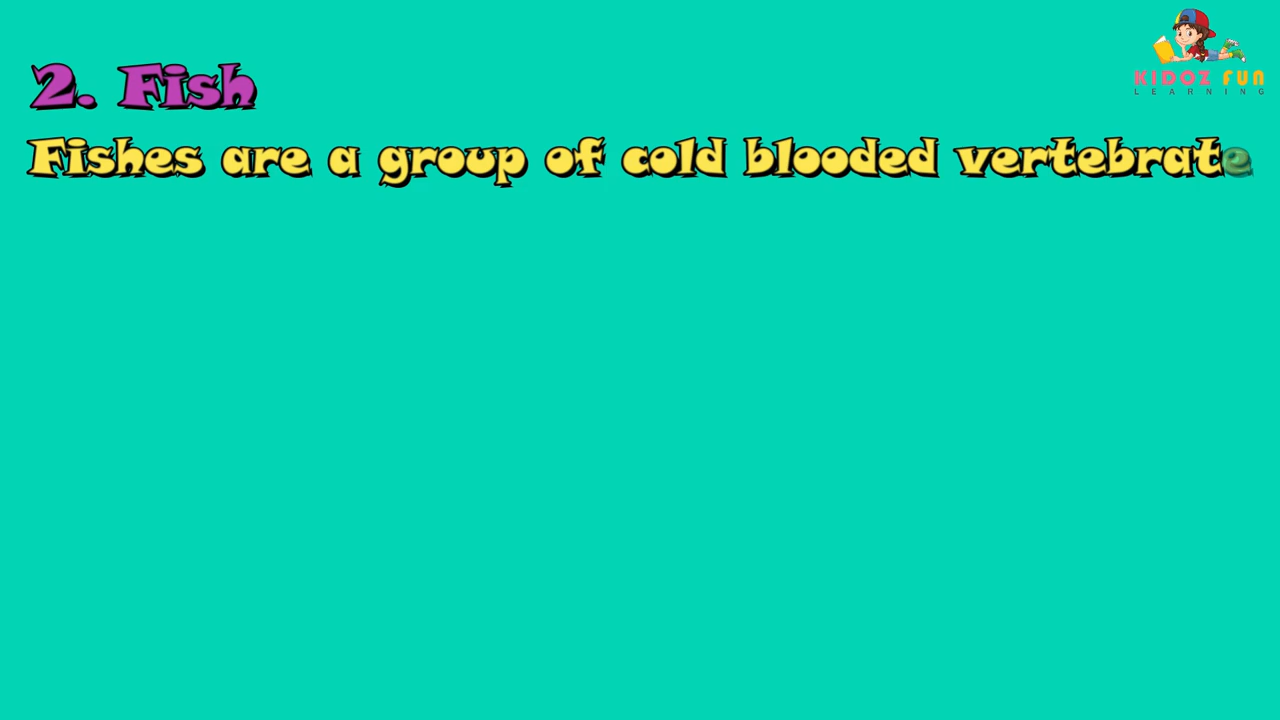 KIDOZ FUN
LEARNING
2. Fish
Fishes are a group of cold blooded vertebrate